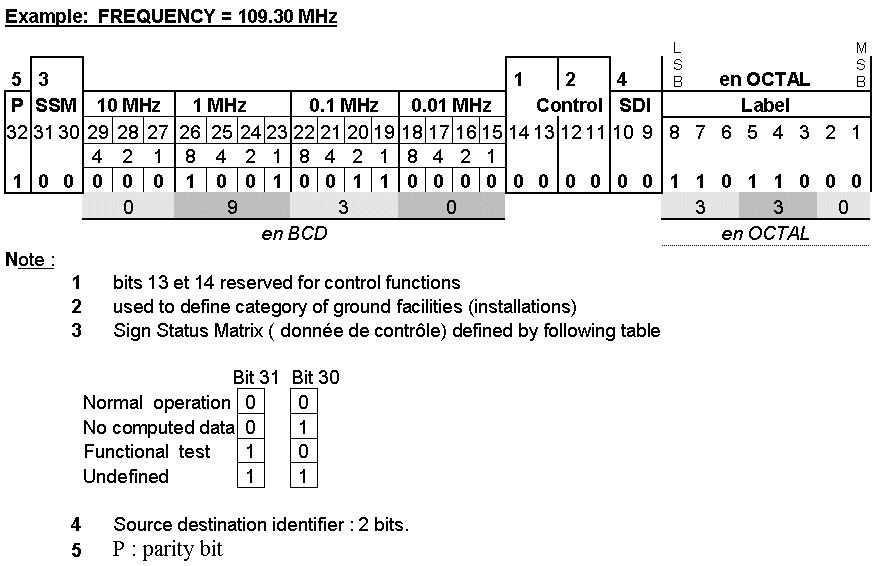 Example: FREQUENCY = 109.30 MHz
L M
S S
5 3 1 2 4 B en OCTAL B
P SSM 10 MHz 1 MHz 0.1 MHz 0.01 MHz Control SDI Label
32 31 30 29 28 27 26 25 24 23 22 21 20 19 18 17 16 15 14 13 12 11 10 9 8 7 6 5 4 3 2 1
4 2 1 8 4 2 1 8 4 2 1 8 4 2 1
1 0 0 0 0 0 1 0 0 1 0 0 1 1 0 0 0 0 0 0 0 0 0 0 1 1 0 1 1 0 0 0
0 9 3 0 3 3 0
en BCD en OCTAL
Note :
1 bits 13 et 14 reserved for control functions
2 used to define category of ground facilities (installations)
3 Sign Status Matrix ( donnée de contrôle) defined by following table
Bit 31 Bit 30
Normal operation 0 0
No computed data 0 1
Functional test 1 0
Undefined 1 1
4 Source destination identifier : 2 bits.
5 P : parity bit